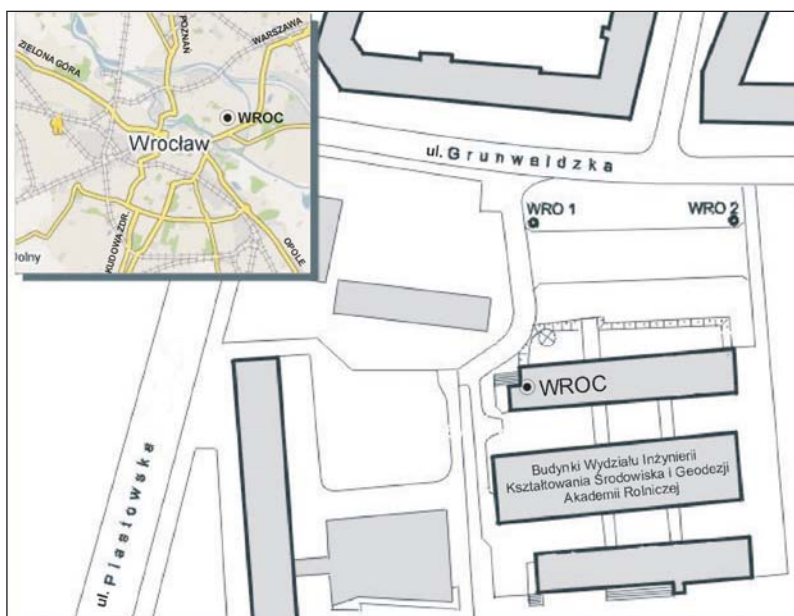 POZNAŃ
WARSZAWA
ZIELONA GÓRA
WROC
Wrocław
KUDOWA ZDR.
OPOLE
Dolny
ul. Grunwaldzka
WRO 1
WRO 2
WROC
Budynki Wydziału Inżynierii
Kształtowania Środowiska i Geodezji
Akademii Rolniczej
ul. Piastowska